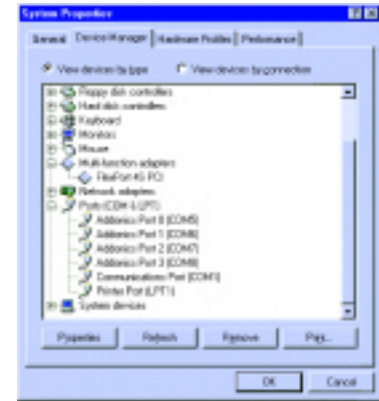 System Properties
General Device Manager Hardware Profiles Performance
View devices by type View devices by connection
Floppy disk controllers
Hard disk controllers
Keyboard
Monitors
Mouse
Multi-function adapters
FlexPort 4S PCI
Network adapters
Ports (COM & LPT)
Addonics Port 0 (COM5)
Addonics Port 1 (COM6)
Addonics Port 2 (COM7)
Addonics Port 3 (COM8)
Communications Port (COM1)
Printer Port (LPT1)
System devices
Properties Refresh Remove Print...
OK Cancel